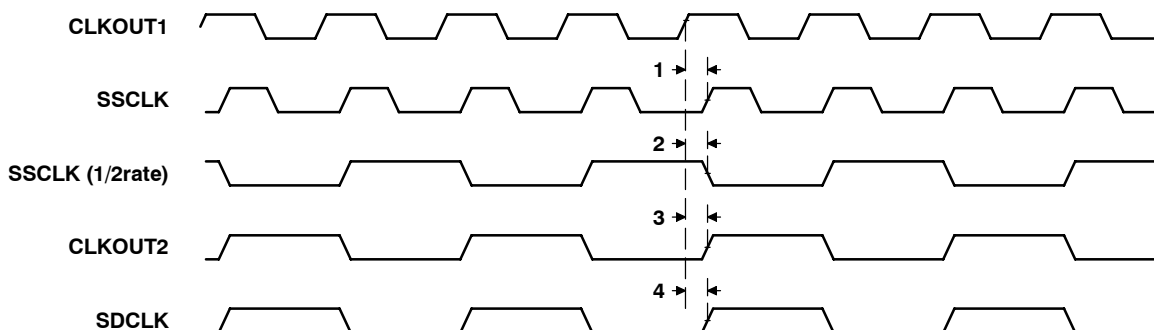 CLKOUT1
1
SSCLK
2
SSCLK (1/2rate)
3
CLKOUT2
4
SDCLK